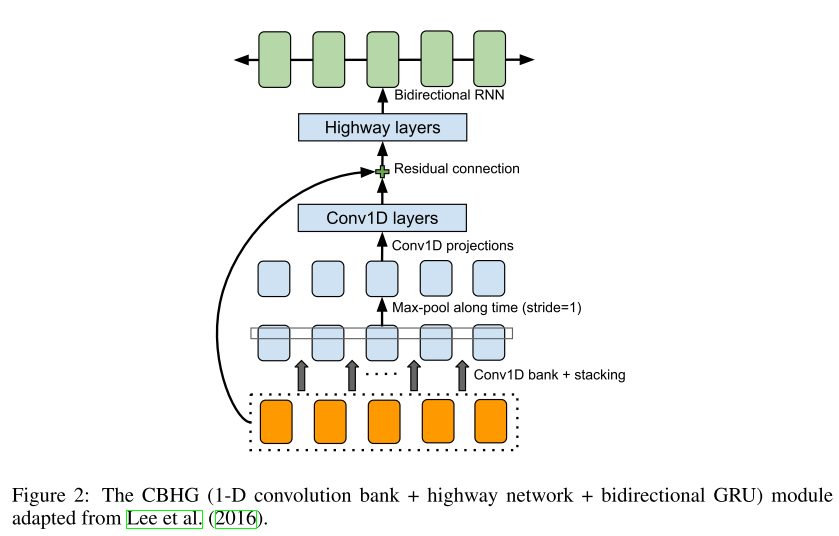 Bidirectional RNN
Highway layers
Residual connection
Conv1D layers
Conv1D projections
Max-pool along time (stride=1)
Conv1D bank + stacking
Figure 2: The CBHG (1-D convolution bank + highway network + bidirectional GRU) module
adapted from Lee et al. (2016).